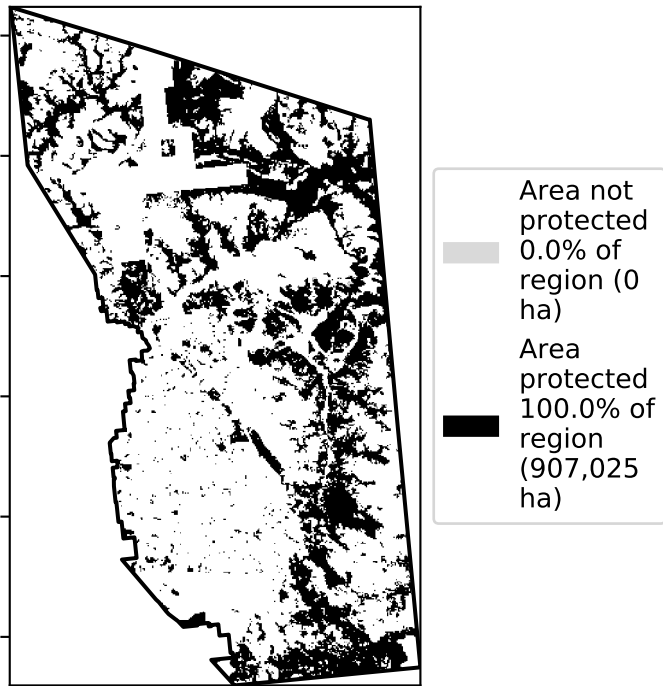 Area not
protected
0.0% of
region (0
ha)
Area
protected
100.0% of
region
(907,025
ha)